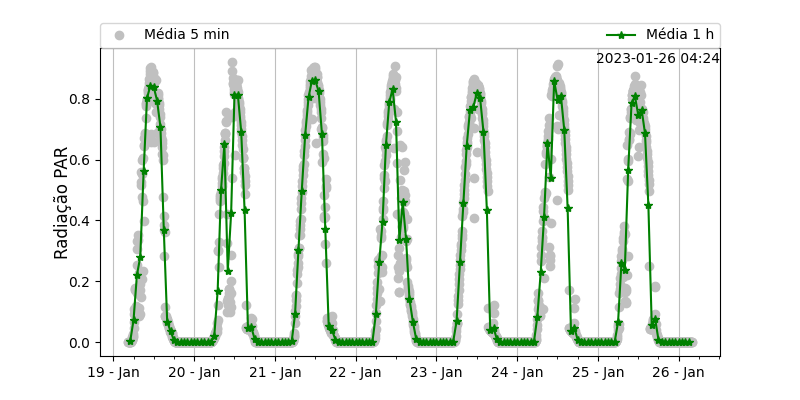 Média 5 min
Média 1 h
2023-01-26 04:24
Radiação PAR
0.8
0.6
0.4
0.2
0.0
19 - Jan
20 - Jan
21 - Jan
22 - Jan
23 - Jan
24 - Jan
25 - Jan
26 - Jan